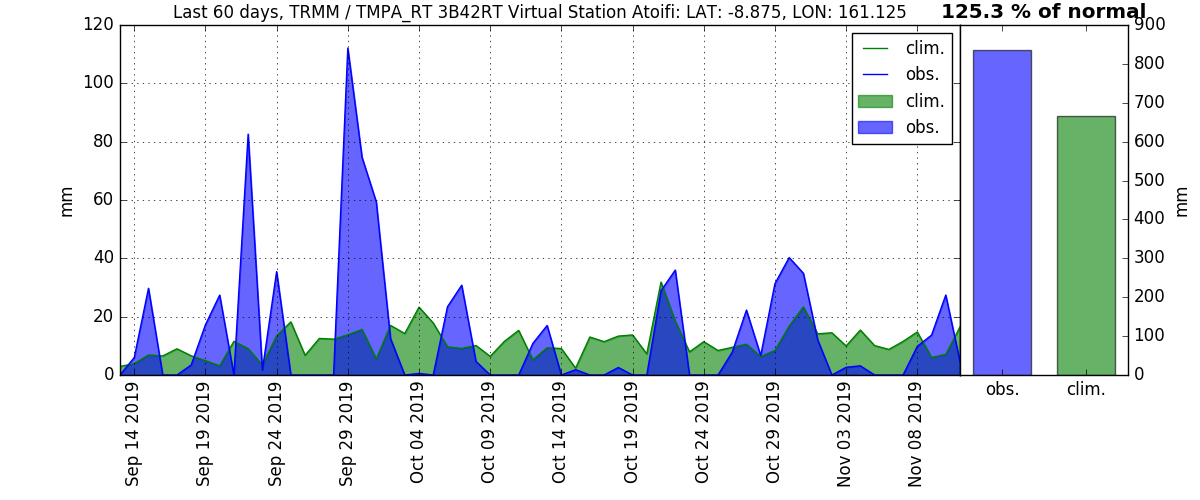 Last 60 days, TRMM / TMPA_RT 3B42RT Virtual Station Atoifi: LAT: -8.875, LON: 161.125
125.3 % of normal
120
100
80
60
40
20
0
mm
clim.
obs.
clim.
obs.
900
800
700
600
500
400
300
200
100
0
mm
obs.
clim.
Sep 14 2019
Sep 19 2019
Sep 24 2019
Sep 29 2019
Oct 04 2019
Oct 09 2019
Oct 14 2019
Oct 19 2019
Oct 24 2019
Oct 29 2019
Nov 03 2019
Nov 08 2019